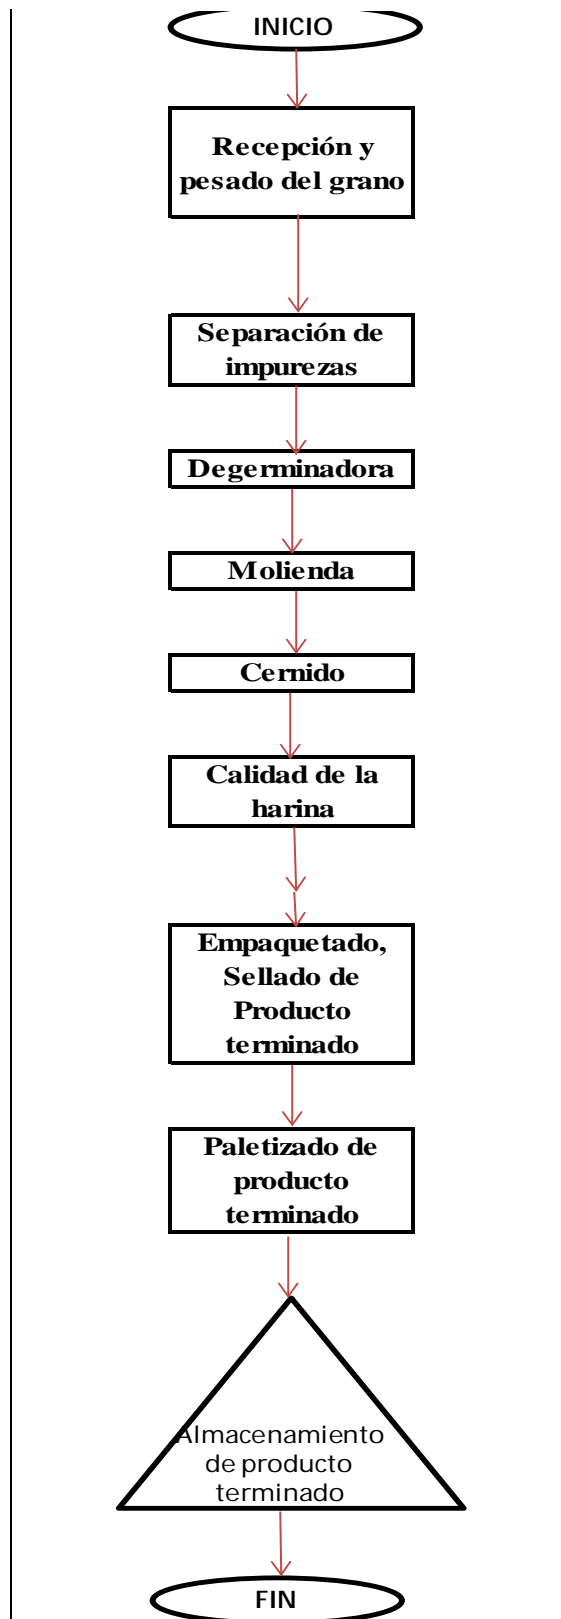 INICIO
Recepción y
pesado del grano
Separación de
impurezas
Degerminadora
Molienda
Cernido
Calidad de la
harina
Empaquetado,
Sellado de
Producto
terminado
Paletizado de
producto
terminado
Almacenamiento
de producto
terminado
FIN